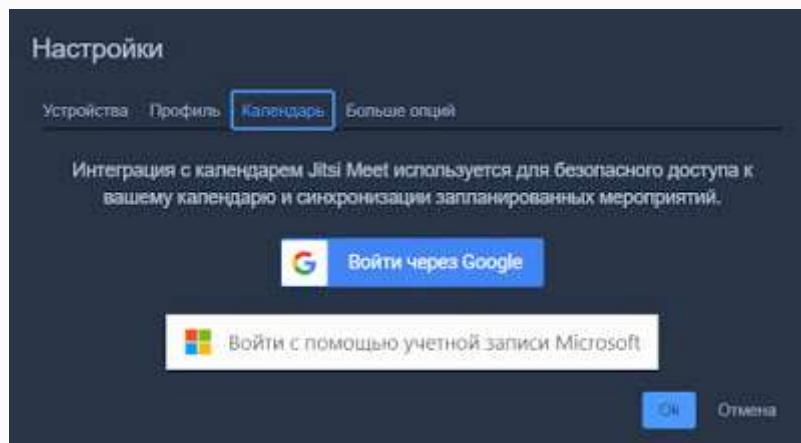 Настройки
Устройства Профиль Календарь Больше опций
Интеграция с календарем Jitsi Meet используется для безопасного доступа к
вашему календарю и синхронизации запланированных мероприятий.
Войти через Google
Войти с помощью учетной записи Microsoft
Ok Отмена